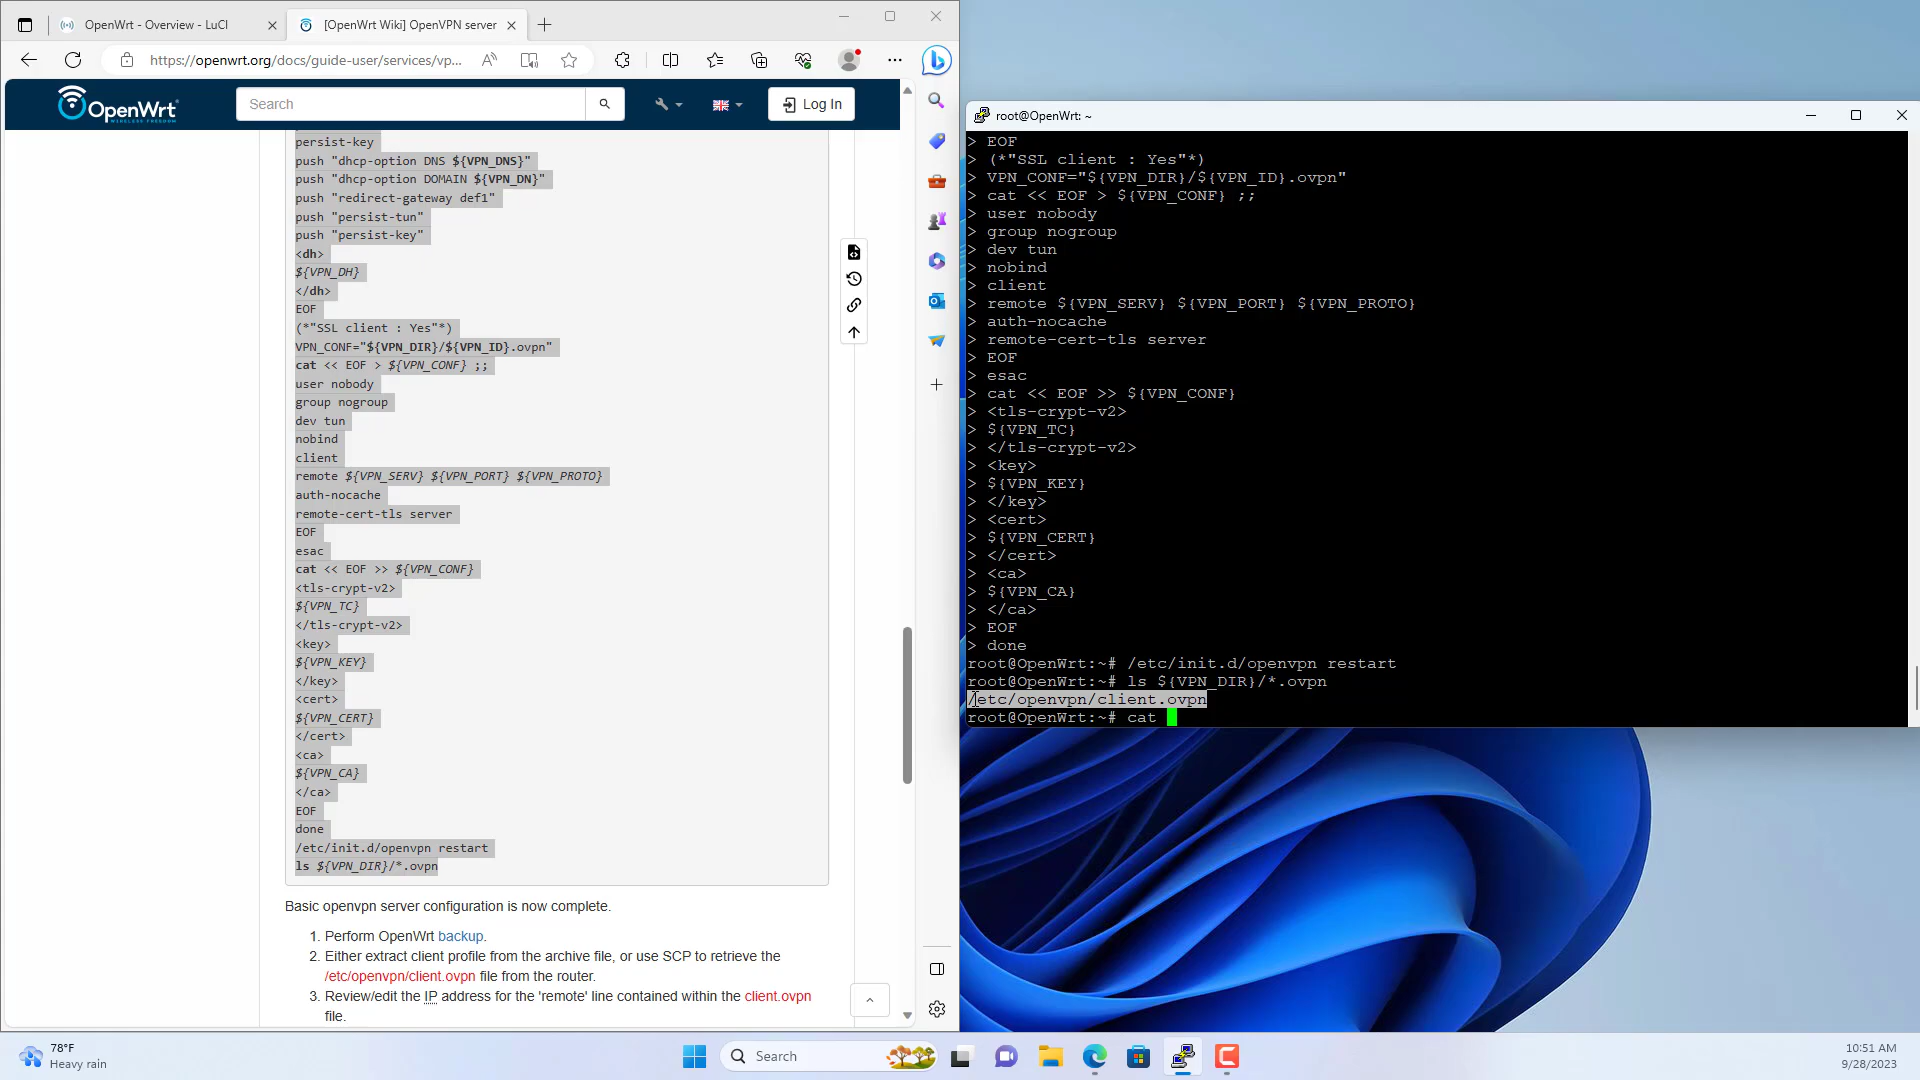 OpenWrt - Overview - LuCI
[OpenWrt Wiki] OpenVPN server
https://openwrt.org/docs/guide-user/services/vp...
OpenWrt
WIRELESS FREEDOM
Search
Log In
persist-key
push "dhcp-option DNS ${VPN_DNS}"
push "dhcp-option DOMAIN ${VPN_DN}"
push "redirect-gateway def1"
push "persist-tun"
push "persist-key"
<dh>
${VPN_DH}
</dh>
EOF
(*"SSL client : Yes"*)
VPN_CONF="${VPN_DIR}/${VPN_ID}.ovpn"
cat << EOF > ${VPN_CONF} ;;
user nobody
group nogroup
dev tun
nobind
client
remote ${VPN_SERV} ${VPN_PORT} ${VPN_PROTO}
auth-nocache
remote-cert-tls server
EOF
esac
cat << EOF >> ${VPN_CONF}
<tls-crypt-v2>
${VPN_TC}
</tls-crypt-v2>
<key>
${VPN_KEY}
</key>
<cert>
${VPN_CERT}
</cert>
<ca>
${VPN_CA}
</ca>
EOF
done
/etc/init.d/openvpn restart
ls ${VPN_DIR}/*.ovpn
Basic openvpn server configuration is now complete.
1. Perform OpenWrt backup.
2. Either extract client profile from the archive file, or use SCP to retrieve the
/etc/openvpn/client.ovpn file from the router.
3. Review/edit the IP address for the 'remote' line contained within the client.ovpn
file.
root@OpenWrt: ~
> EOF
> (*"SSL client : Yes"*)
> VPN_CONF="${VPN_DIR}/${VPN_ID}.ovpn"
> cat << EOF > ${VPN_CONF} ;;
> user nobody
> group nogroup
> dev tun
> nobind
> client
> remote ${VPN_SERV} ${VPN_PORT} ${VPN_PROTO}
> auth-nocache
> remote-cert-tls server
> EOF
> esac
> cat << EOF >> ${VPN_CONF}
> <tls-crypt-v2>
> ${VPN_TC}
> </tls-crypt-v2>
> <key>
> ${VPN_KEY}
> </key>
> <cert>
> ${VPN_CERT}
> </cert>
> <ca>
> ${VPN_CA}
> </ca>
> EOF
> done
root@OpenWrt:~# /etc/init.d/openvpn restart
root@OpenWrt:~# ls ${VPN_DIR}/*.ovpn
/etc/openvpn/client.ovpn
root@OpenWrt:~# cat
78°F
Heavy rain
Search
10:51 AM
9/28/2023